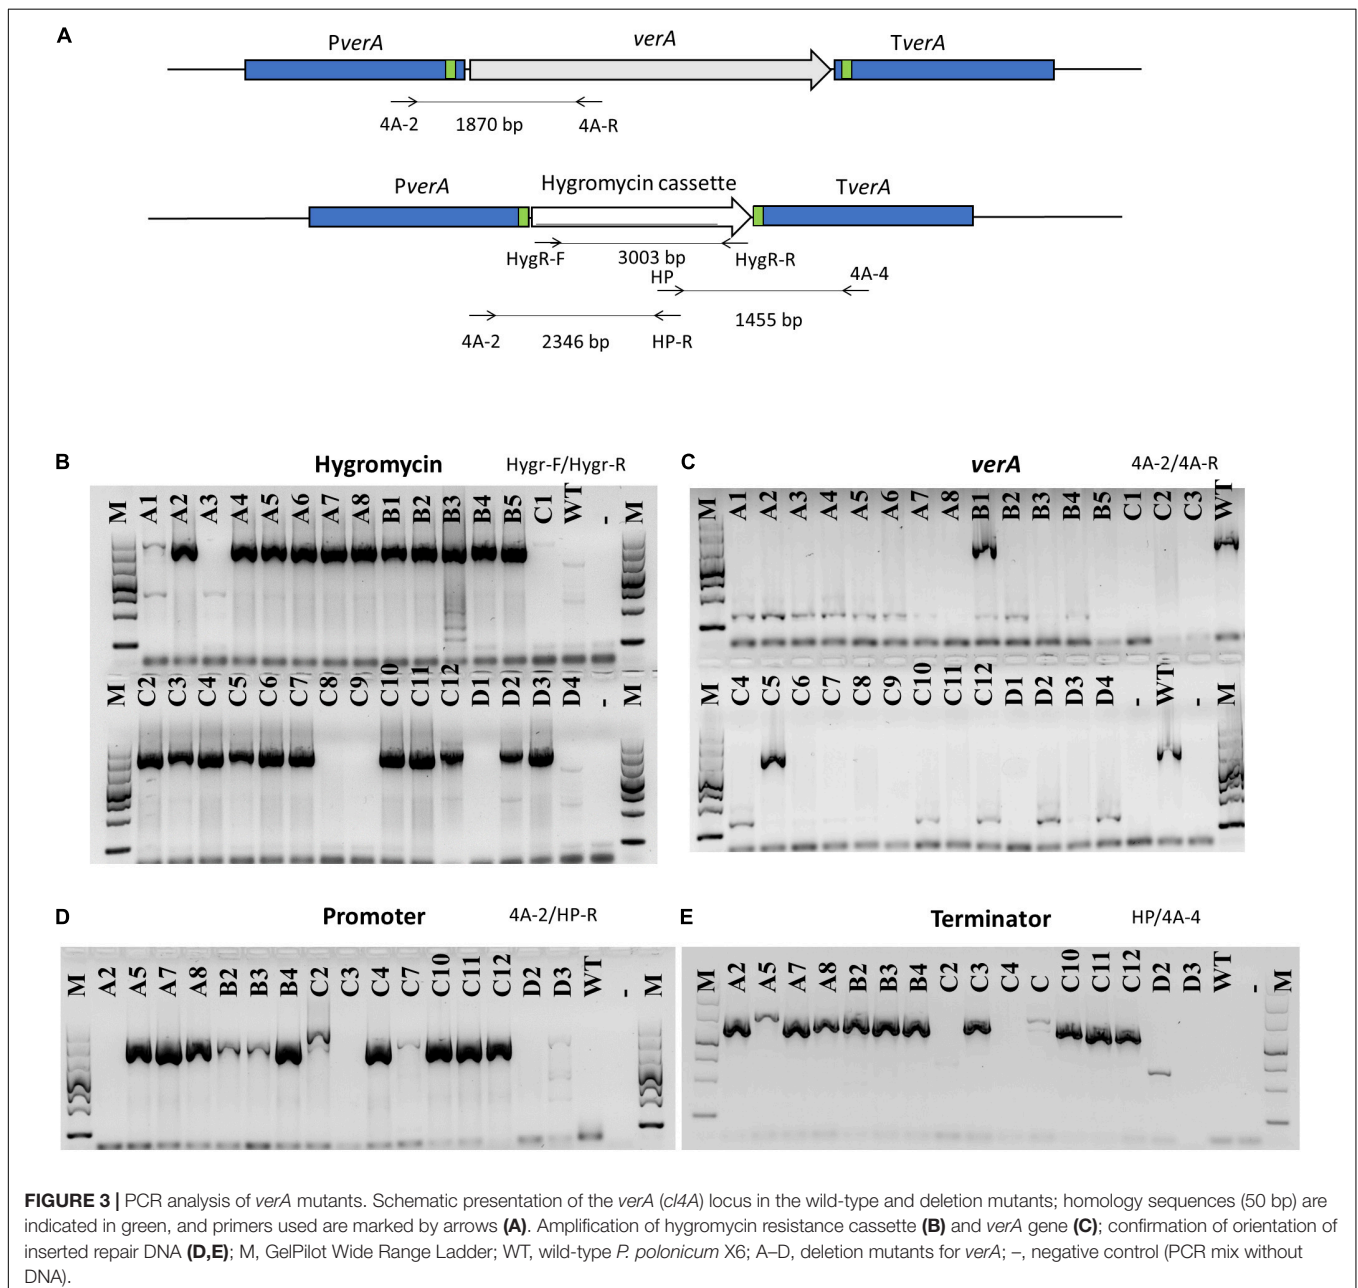 A
PverA verA TverA
4A-2 1870 bp 4A-R
PverA Hygromycin cassette TverA
HygR-F 3003 bp HygR-R
HP 4A-4
1455 bp
4A-2 2346 bp HP-R
B Hygromycin Hygr-F/Hygr-R
M A1 A2 A3 A4 A5 A6 A7 A8 B1 B2 B3 B4 B5 C1 WT - M
M C2 C3 C4 C5 C6 C7 C8 C9 C10 C11 C12 D1 D2 D3 D4 - M
C verA 4A-2/4A-R
M A1 A2 A3 A4 A5 A6 A7 A8 B1 B2 B3 B4 B5 C1 C2 C3 WT
M C4 C5 C6 C7 C8 C9 C10 C11 C12 D1 D2 D3 D4 - WT - M
D Promoter 4A-2/HP-R
M A2 A5 A7 A8 B2 B3 B4 C2 C3 C4 C7 C10 C11 C12 D2 D3 WT - M
E Terminator HP/4A-4
M A2 A5 A7 A8 B2 B3 B4 C2 C3 C4 C C10 C11 C12 D2 D3 WT - M
FIGURE 3 | PCR analysis of verA mutants. Schematic presentation of the verA (cl4A) locus in the wild-type and deletion mutants; homology sequences (50 bp) are
indicated in green, and primers used are marked by arrows (A). Amplification of hygromycin resistance cassette (B) and verA gene (C); confirmation of orientation of
inserted repair DNA (D,E); M, GelPilot Wide Range Ladder; WT, wild-type P. polonicum X6; A–D, deletion mutants for verA; –, negative control (PCR mix without
DNA).